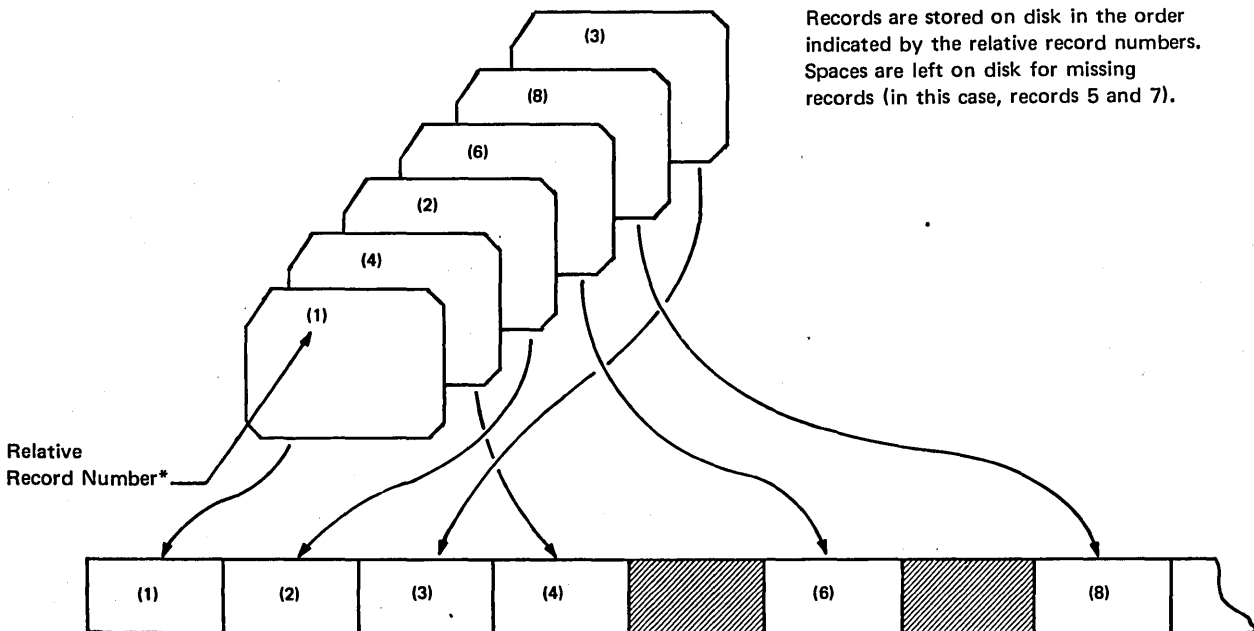 (3)
Records are stored on disk in the order
indicated by the relative record numbers.
Spaces are left on disk for missing
records (in this case, records 5 and 7).
(8)
(6)
(2)
(4)
(1)
Relative
Record Number*
(1) (2) (3) (4) (6) (8)